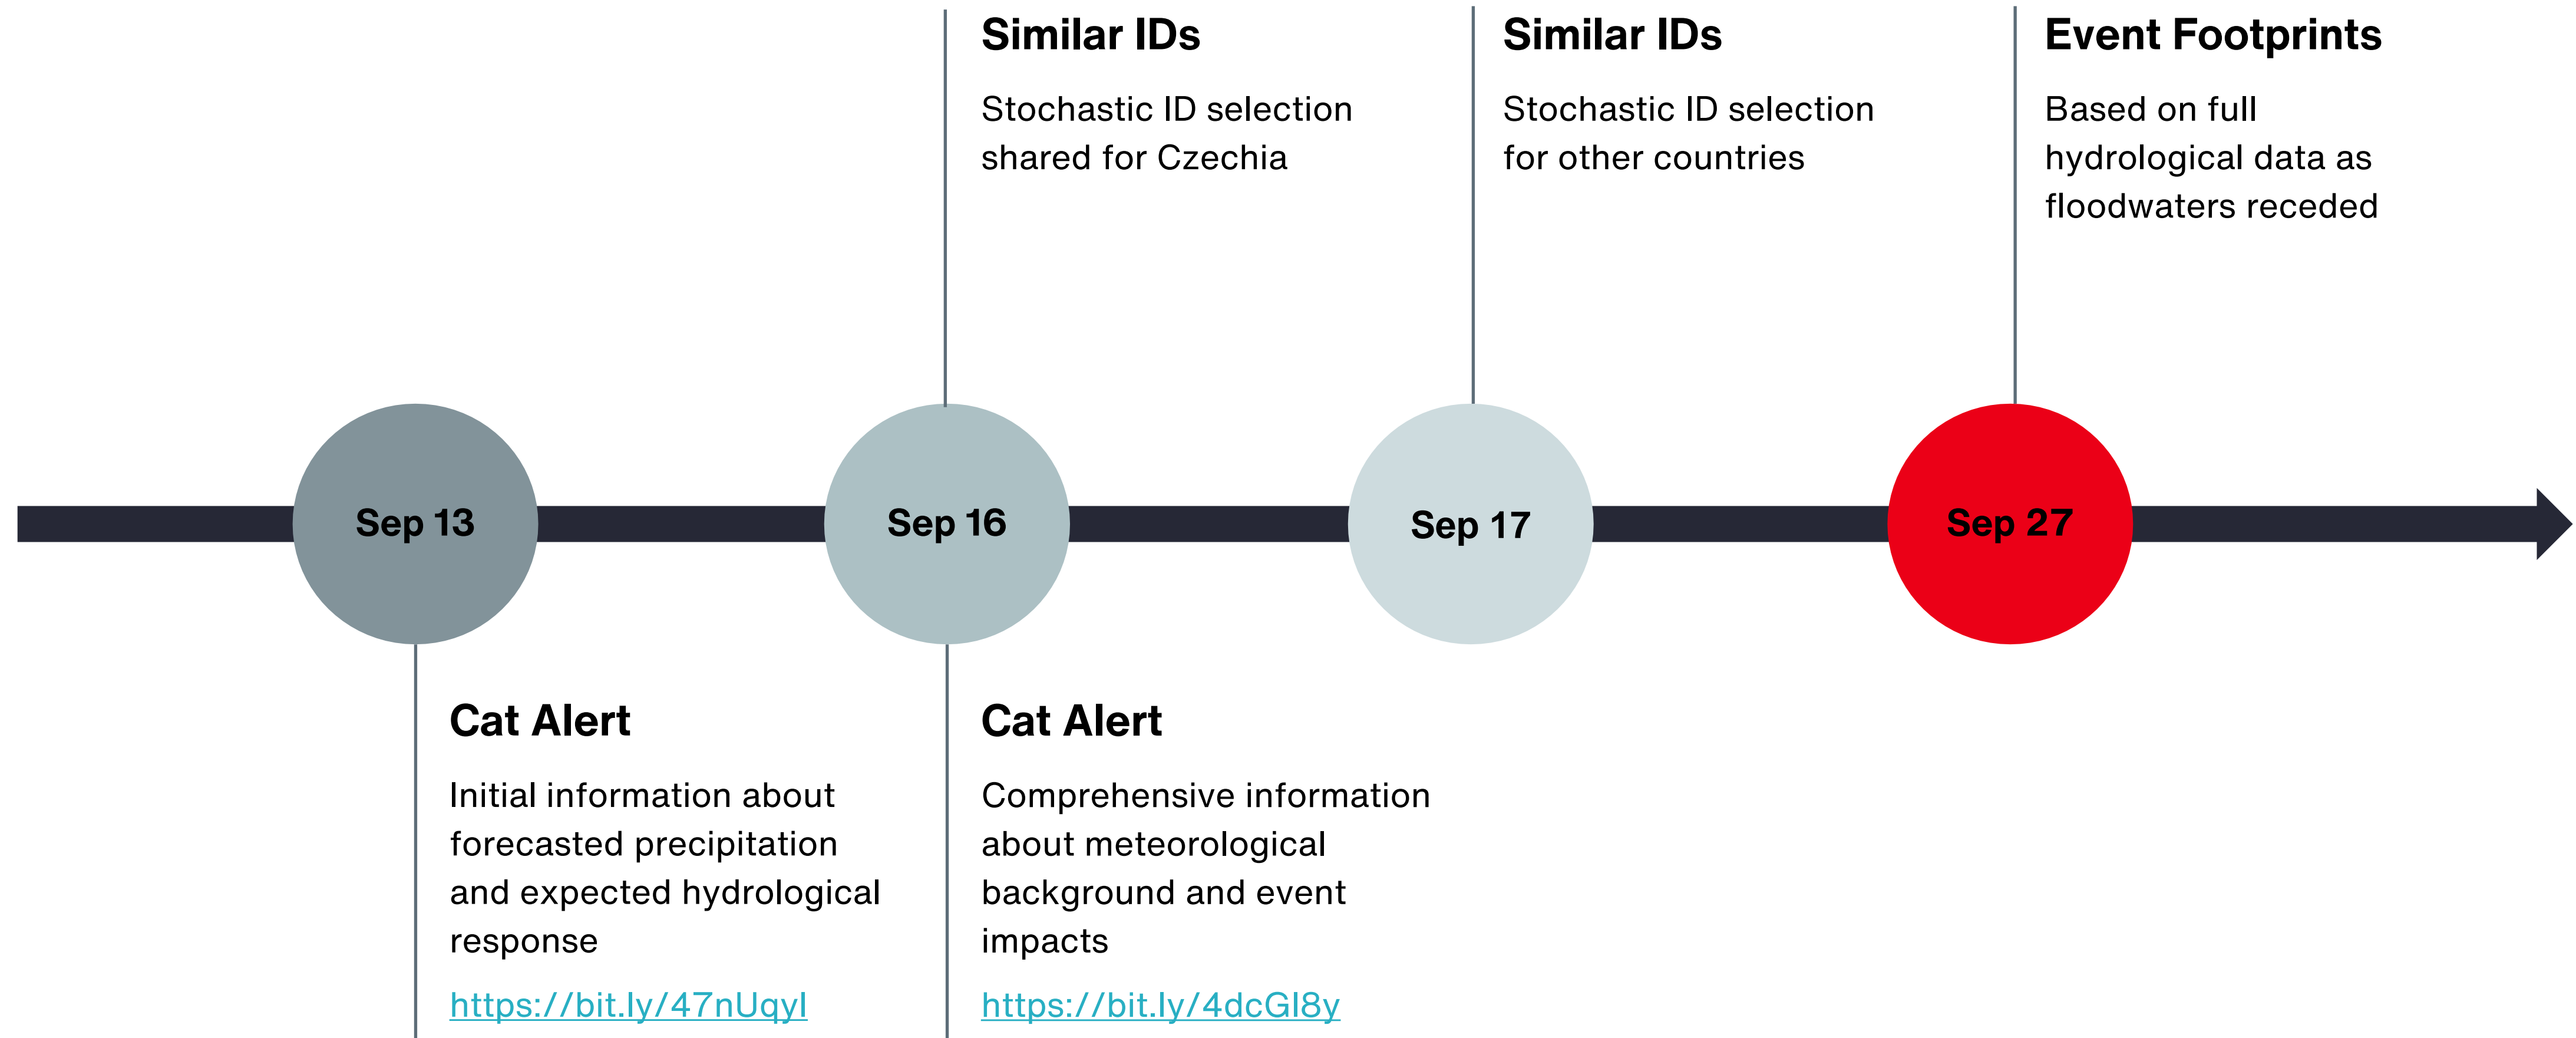 Similar IDs
Stochastic ID selection
shared for Czechia
Similar IDs
Stochastic ID selection
for other countries
Event Footprints
Based on full
hydrological data as
floodwaters receded
Sep 13
Sep 16
Sep 17
Sep 27
Cat Alert
Initial information about
forecasted precipitation
and expected hydrological
response
https://bit.ly/47nUqyI
Cat Alert
Comprehensive information
about meteorological
background and event
impacts
https://bit.ly/4dcGI8y